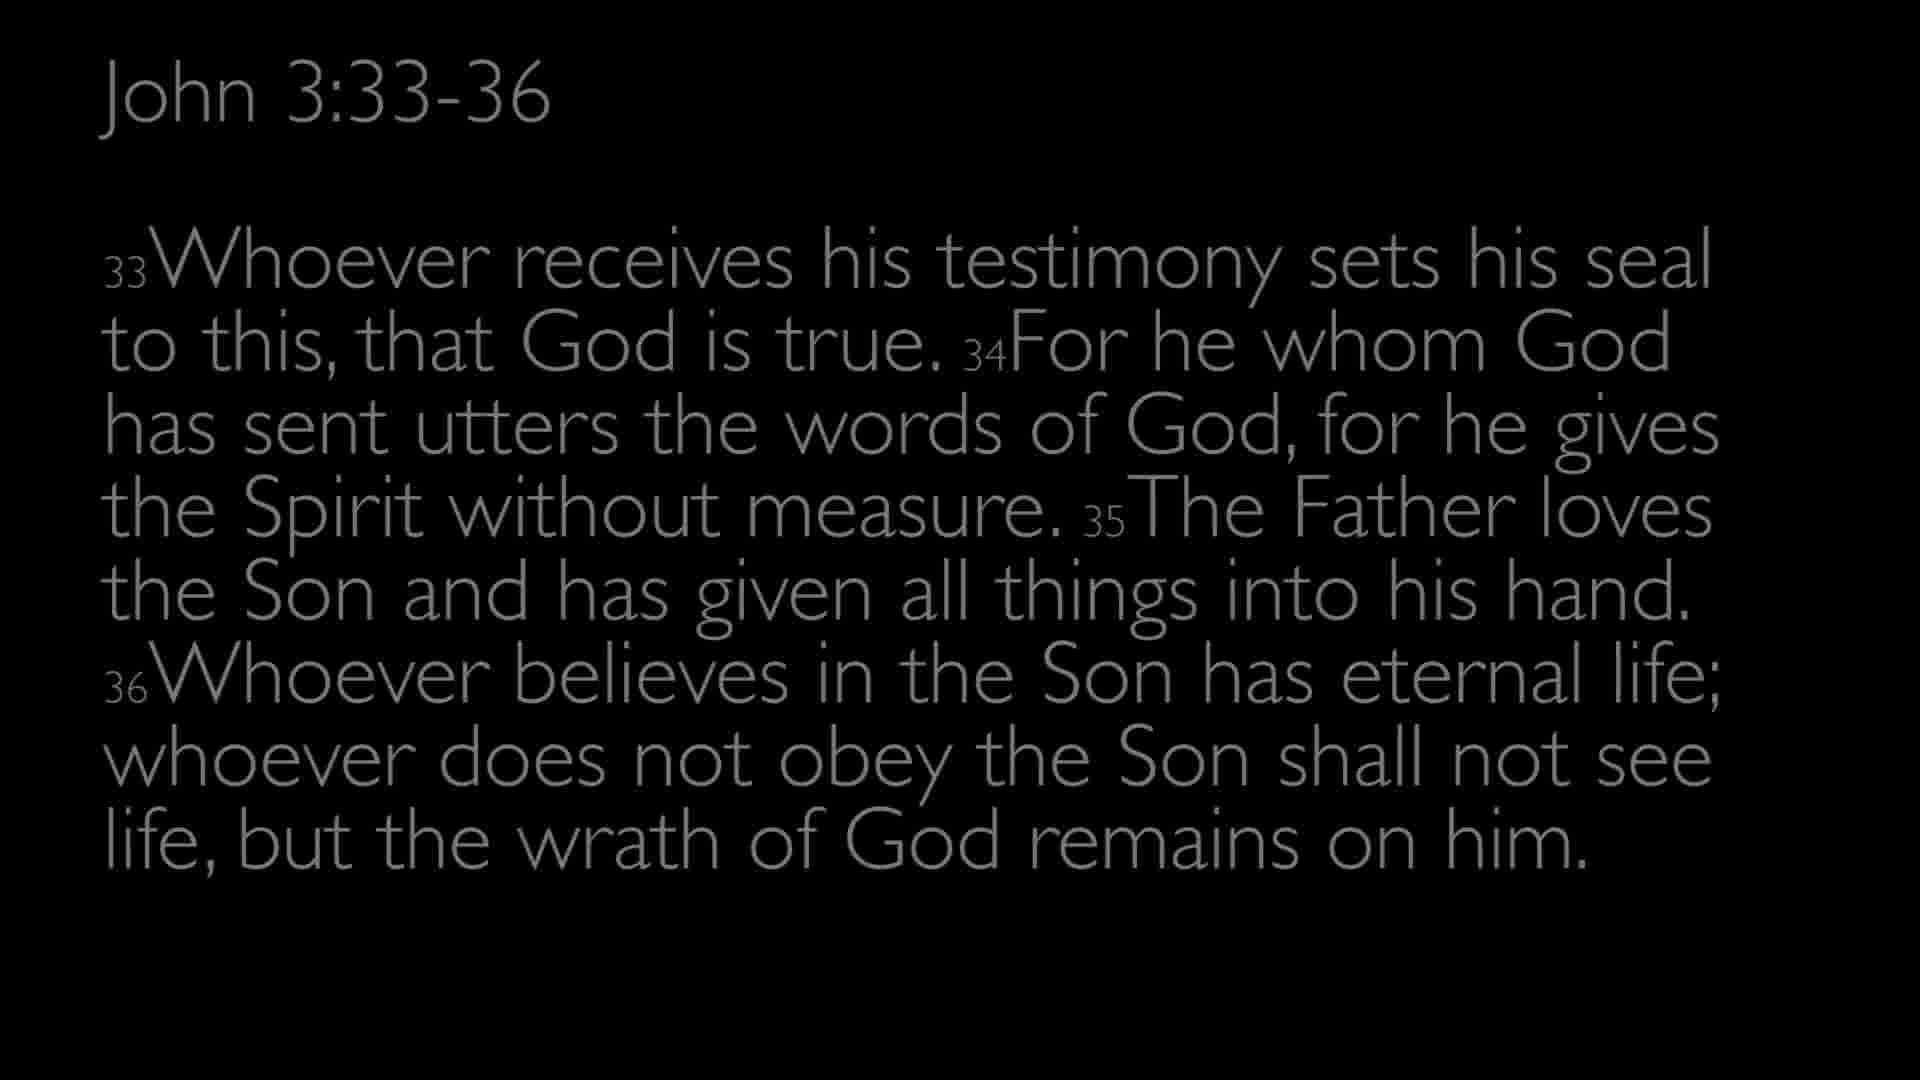 John 3:33-36
33Whoever receives his testimony sets his seal
to this, that God is true. 34For he whom God
has sent utters the words of God, for he gives
the Spirit without measure. 35The Father loves
the Son and has given all things into his hand.
36Whoever believes in the Son has eternal life;
whoever does not obey the Son shall not see
life, but the wrath of God remains on him.